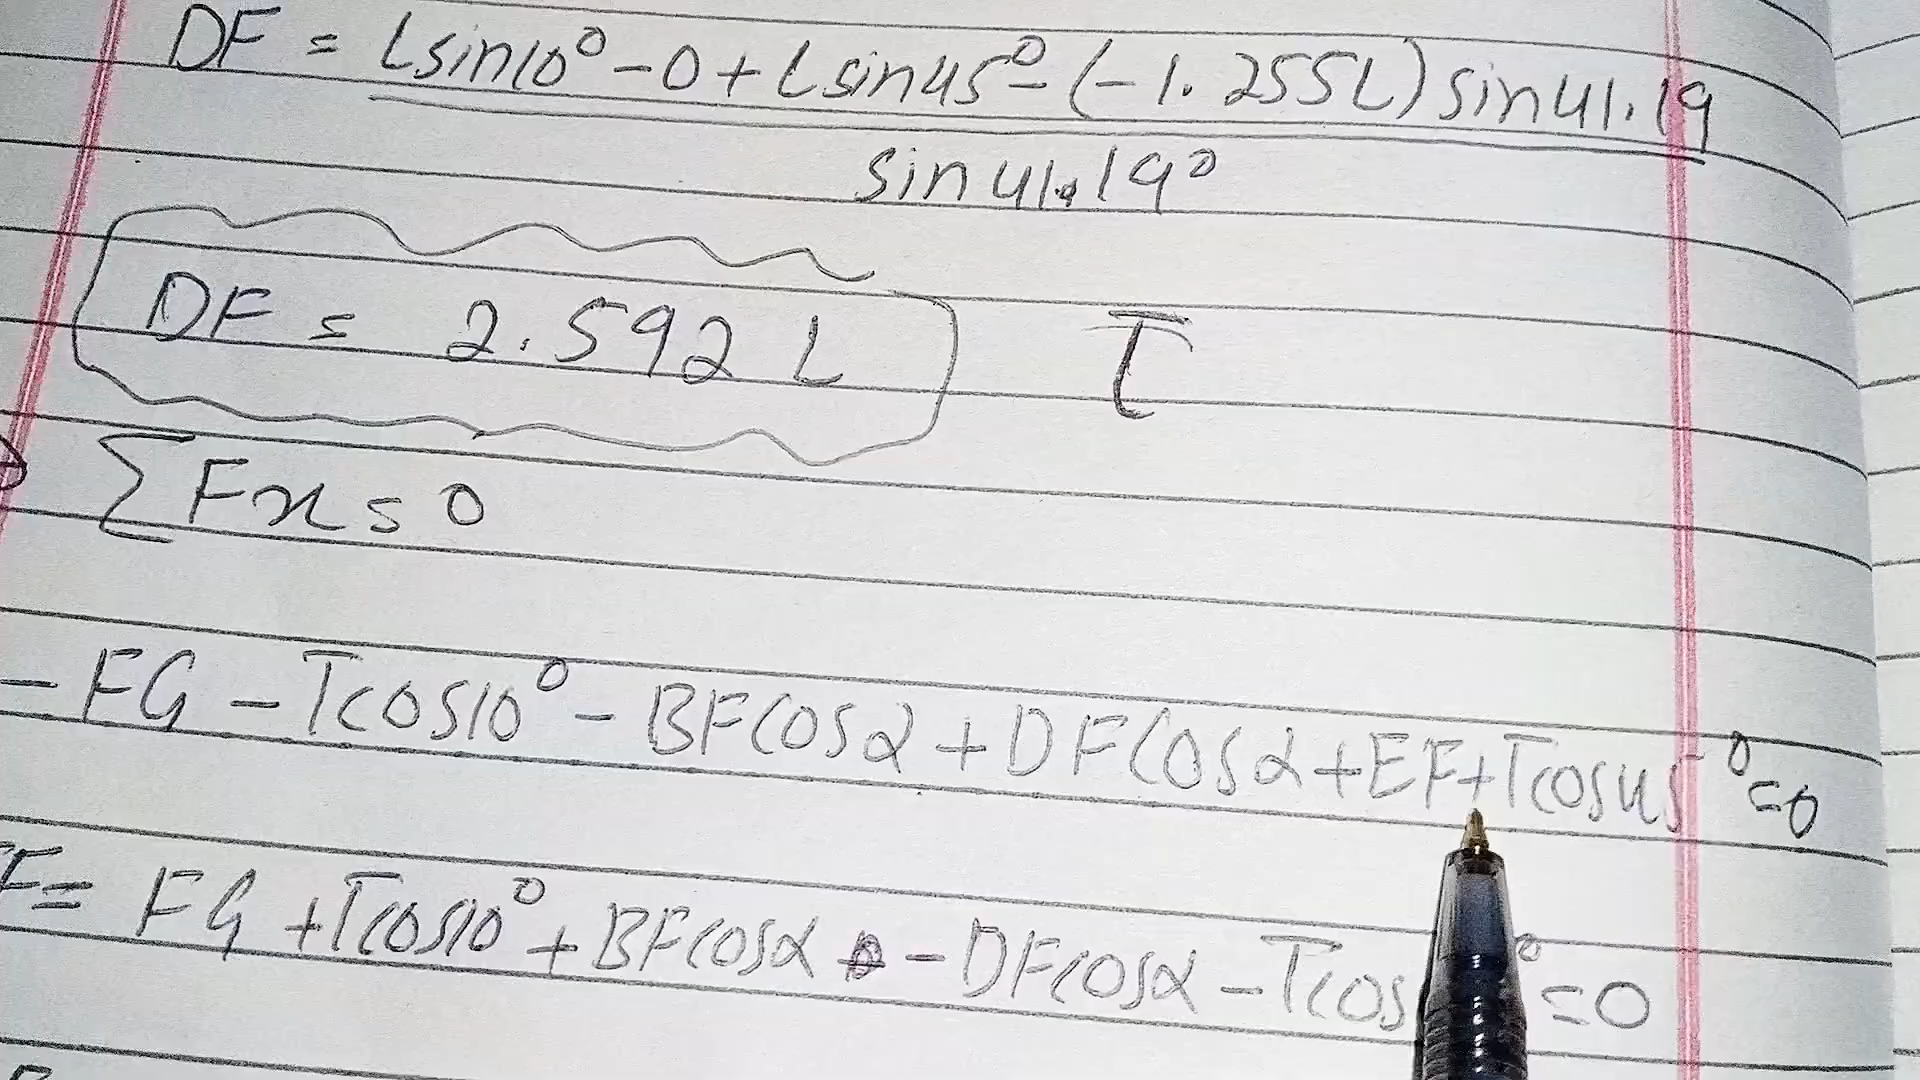 DF = Lsin10° - 0 + Lsin45° - (-1.255L) sin41.19
sin41.19°
DF = 2.592 L T
ΣFx = 0
- FG - Tcos10° - BFcosα + DFcosα + EF + Tcos45° = 0
F = FG + Tcos10° + BFcosα - DFcosα - Tcos ° = 0